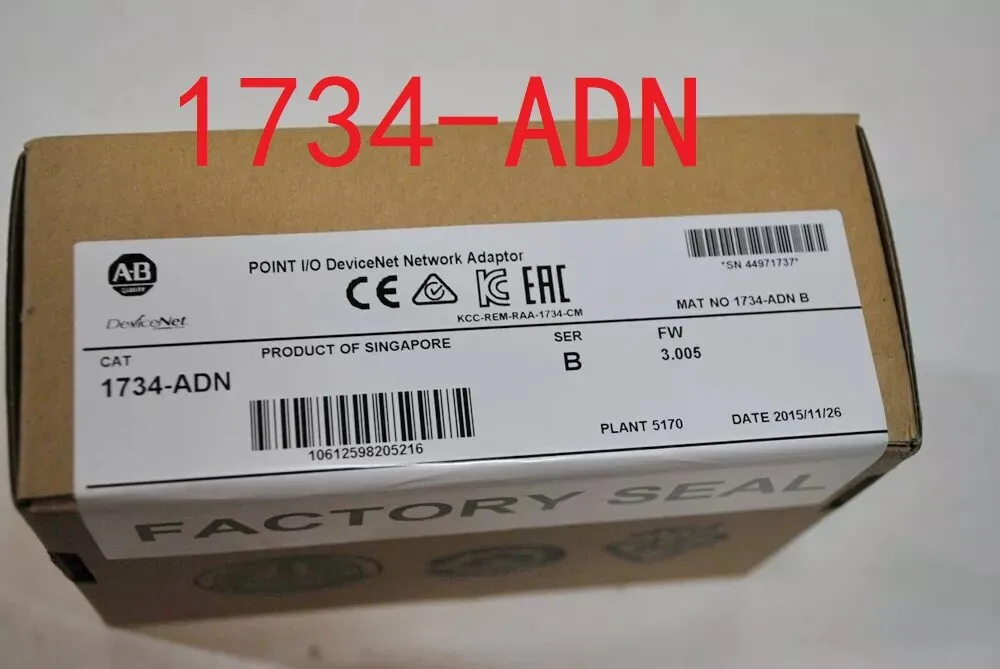 1734-ADN
A-B
QUALITY
DeviceNet
POINT I/O DeviceNet Network Adaptor
CE
KC
EAC
KCC-REM-RAA-1734-CM
*SN 44971737*
MAT NO 1734-ADN B
CAT
1734-ADN
PRODUCT OF SINGAPORE
SER
B
FW
3.005
10612598205216
PLANT 5170
DATE 2015/11/26
FACTORY SEAL